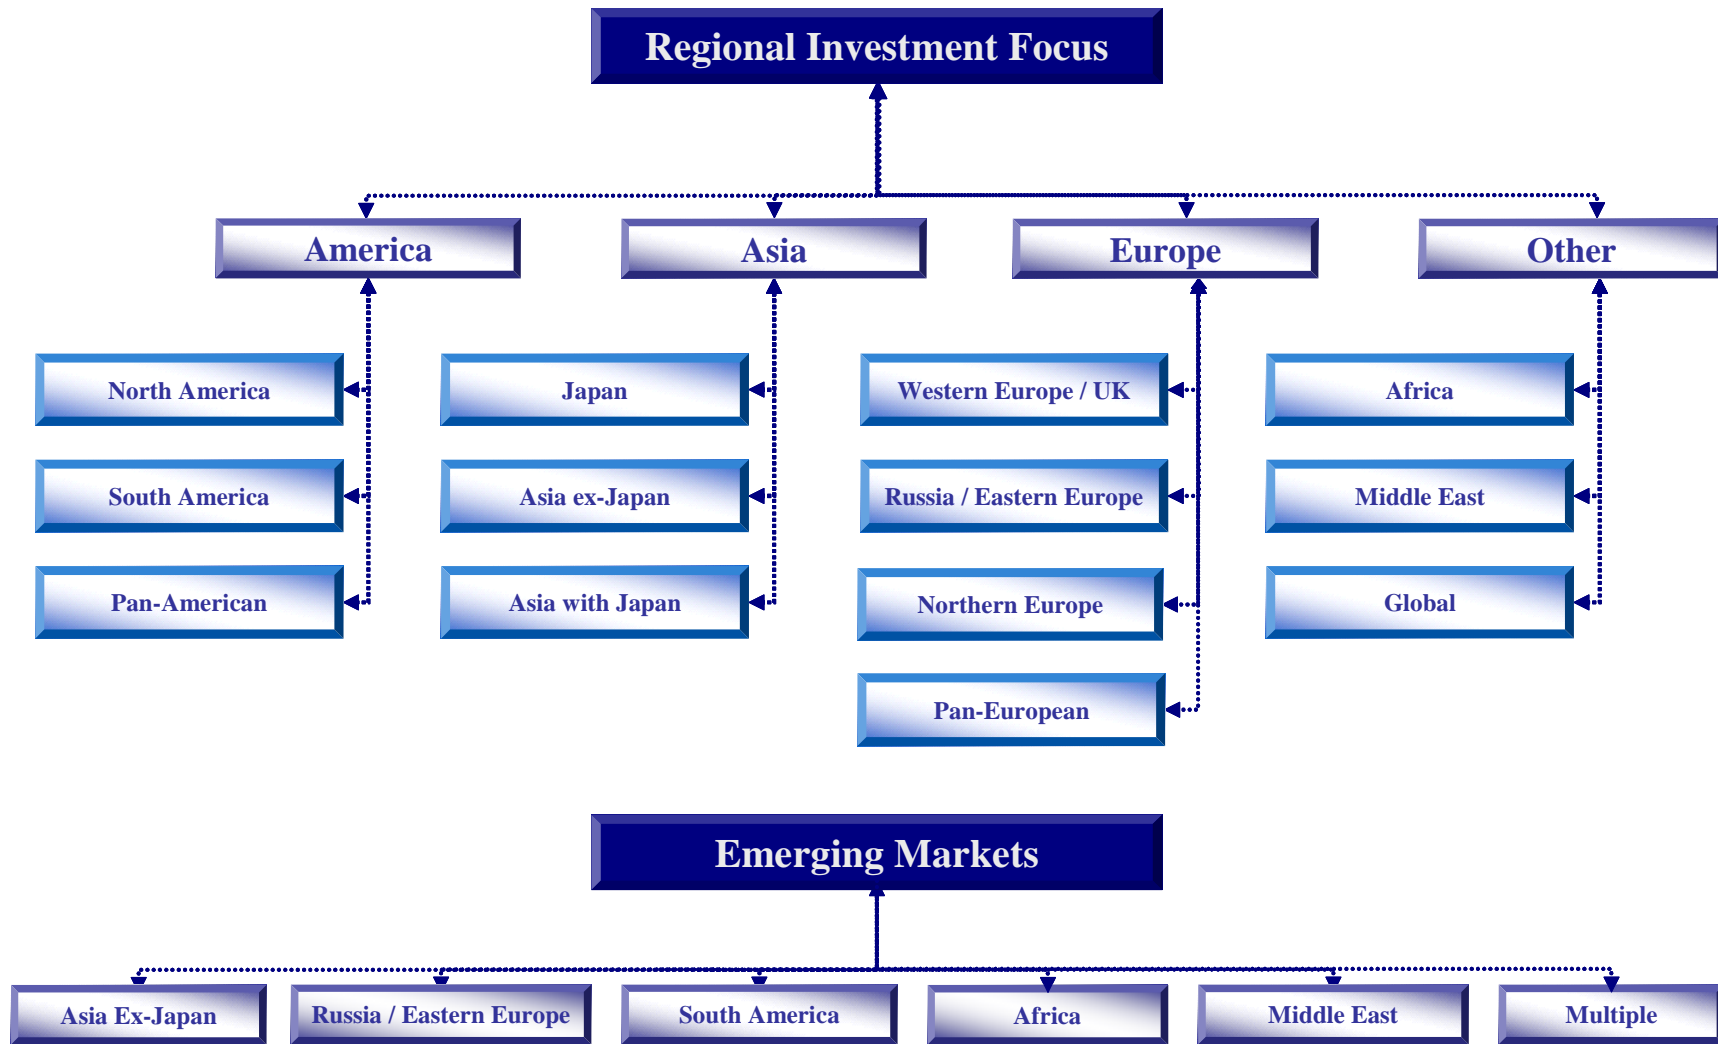 Regional Investment Focus
America
Asia
Europe
Other
North America
Japan
Western Europe / UK
Africa
South America
Asia ex-Japan
Russia / Eastern Europe
Middle East
Pan-American
Asia with Japan
Northern Europe
Global
Pan-European
Emerging Markets
Asia Ex-Japan
Russia / Eastern Europe
South America
Africa
Middle East
Multiple